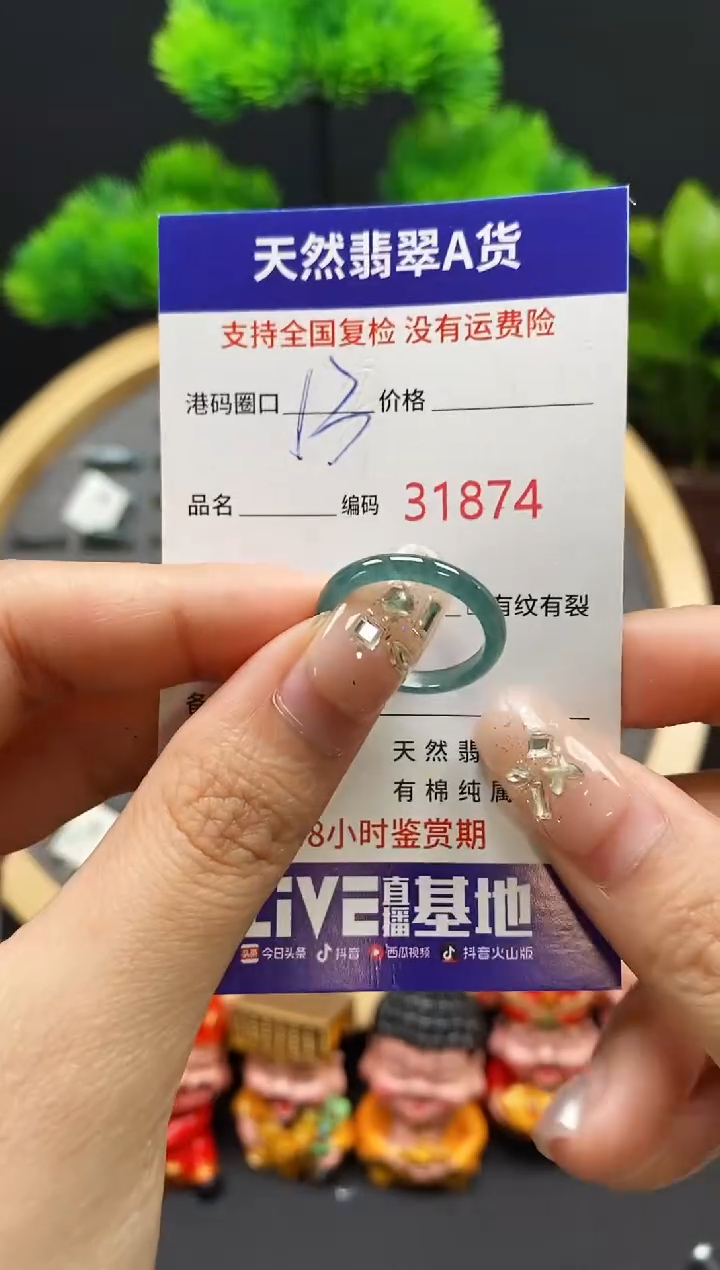 天然翡翠A货
支持全国复检 没有运费险
港码圈口 13 价格
品名 编码 31874
有纹有裂
天然翡
有棉纯属
8小时鉴赏期
LIVE直播基地
头条 今日头条 抖音 西瓜视频 抖音火山版